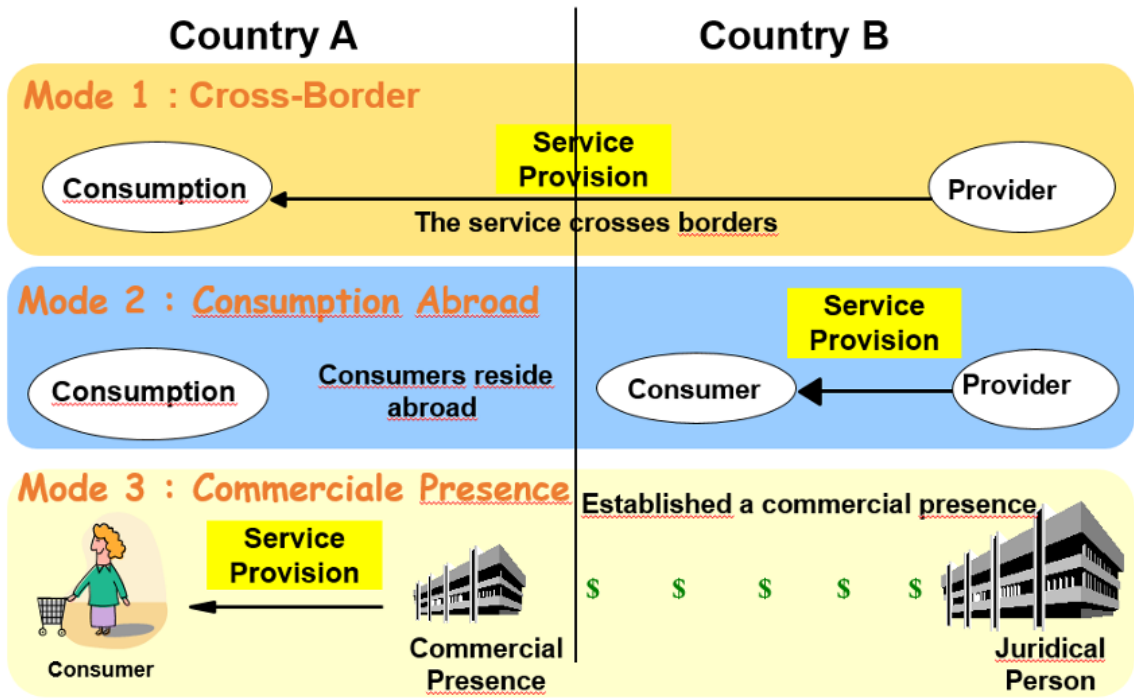 Country A
Country B
Mode 1 : Cross-Border
Service
Provision
Consumption
Provider
The service crosses borders
Mode 2 : Consumption Abroad
Service
Provision
Consumption
Consumers reside
abroad
Consumer
Provider
Mode 3 : Commerciale Presence
Established a commercial presence
Service
Provision
$ $ $ $ $
Consumer
Commercial
Presence
Juridical
Person